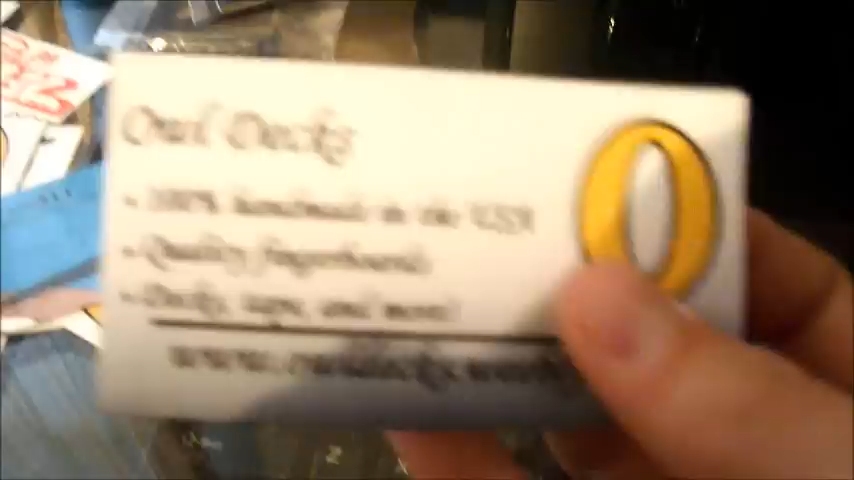 Owl Decks
• 100% handmade in the USA
• Quality fingerboards
• Decks, tape, and more!
O